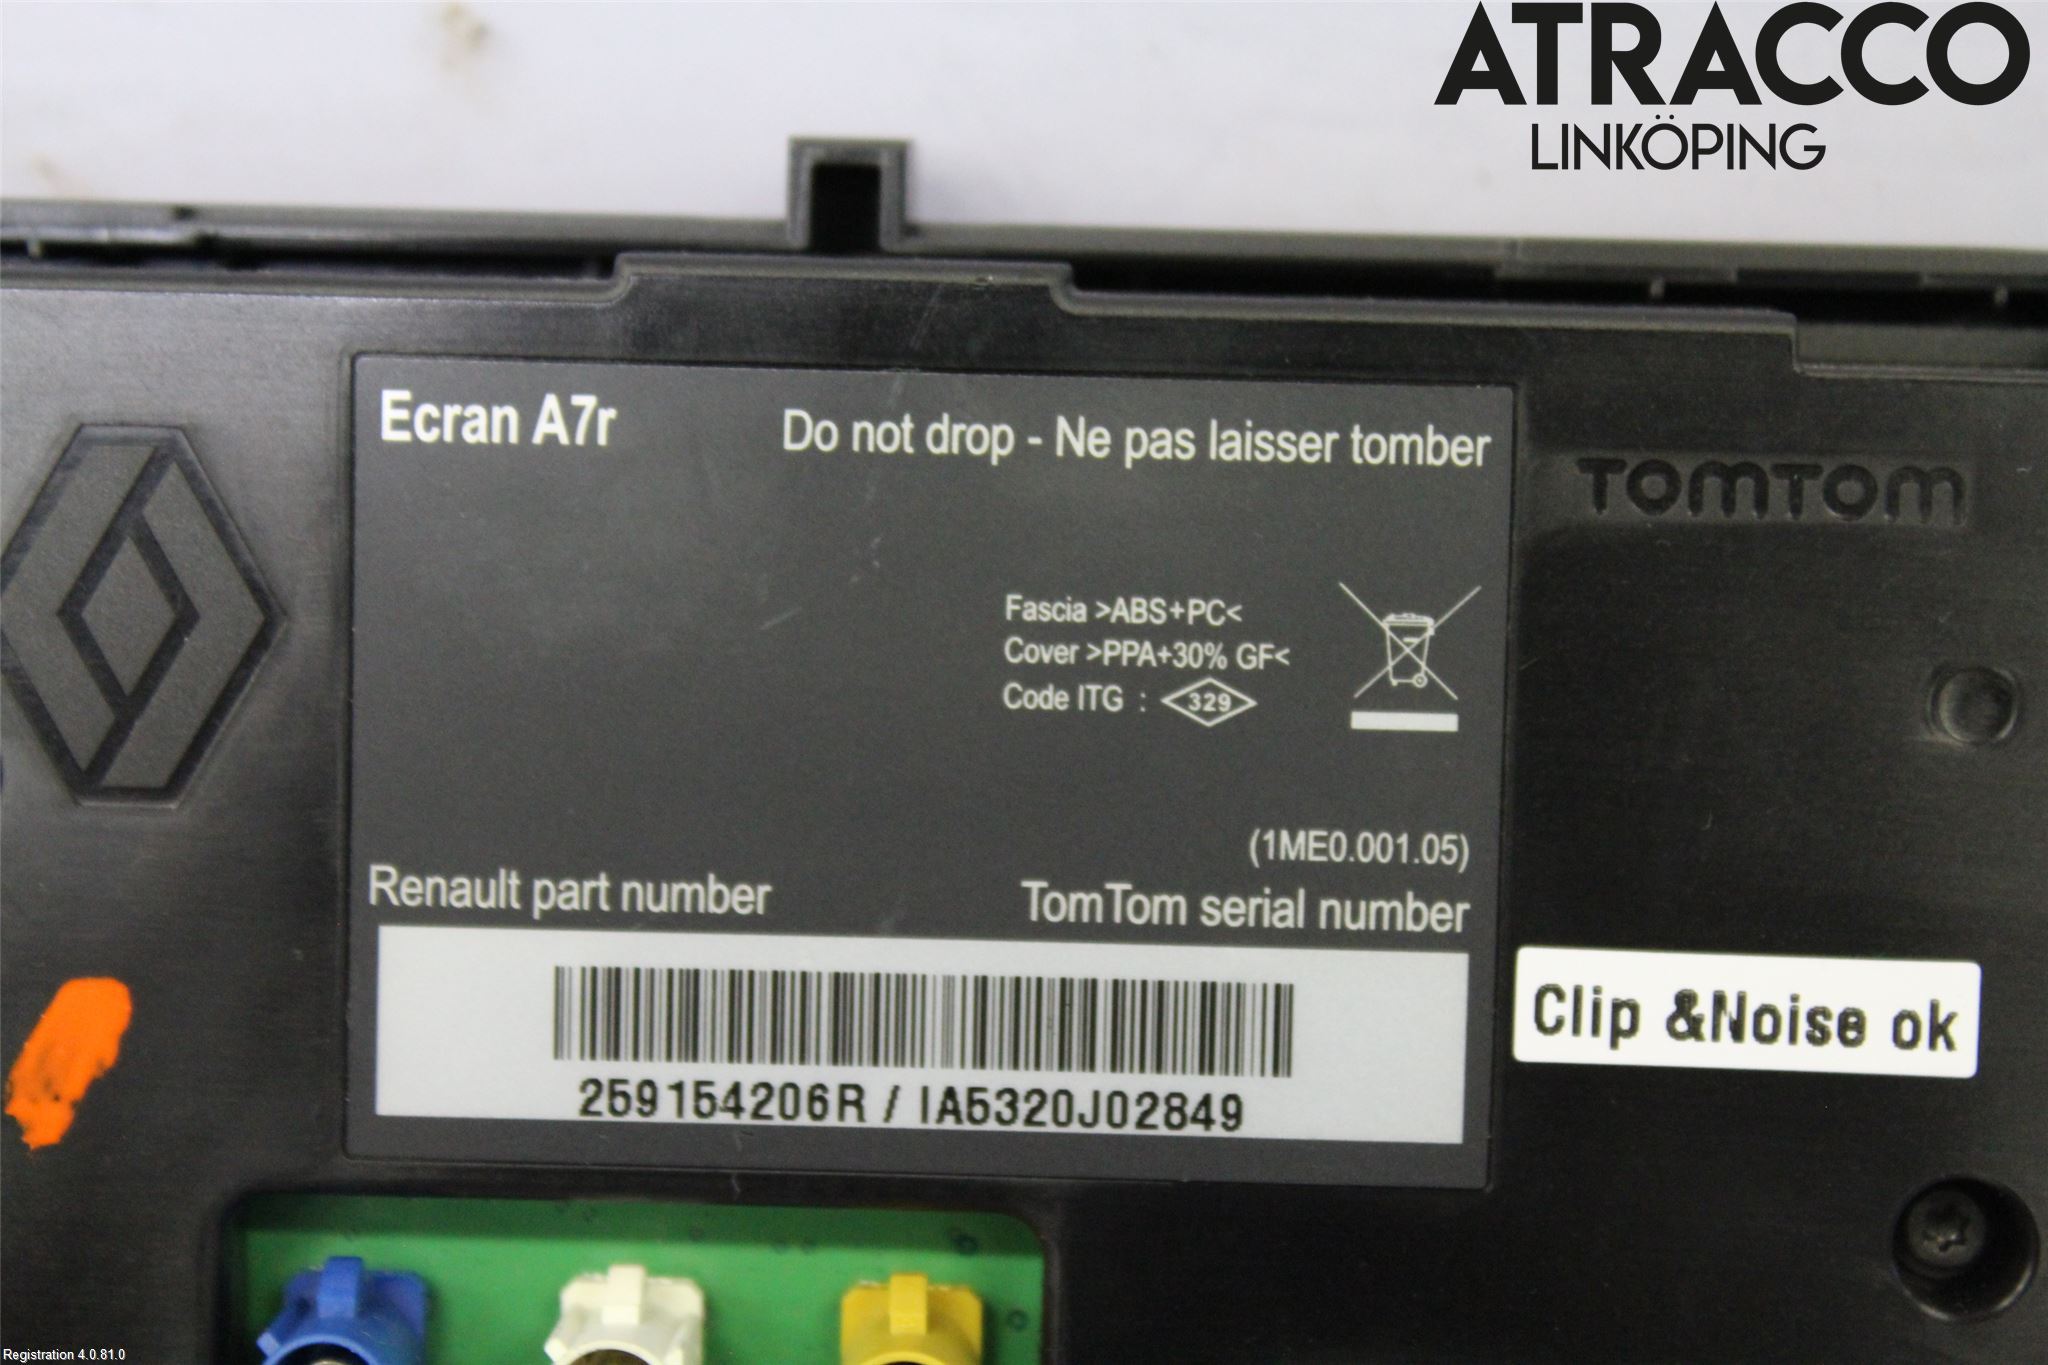 ATRACCO
LINKÖPING
Ecran A7r
Do not drop - Ne pas laisser tomber
TOMTOM
Fascia >ABS+PC<
Cover >PPA+30% GF<
Code ITG : 329
(1ME0.001.05)
Renault part number
TomTom serial number
259154206R / IA5320J02849
Clip &Noise ok
Registration 4.0.81.0